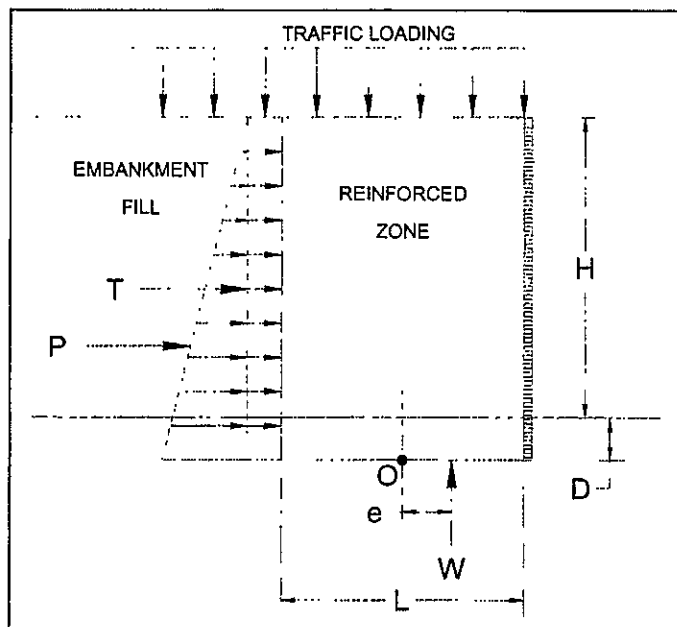 TRAFFIC LOADING
EMBANKMENT
FILL
REINFORCED
ZONE
H
T
P
O
D
e
W
L